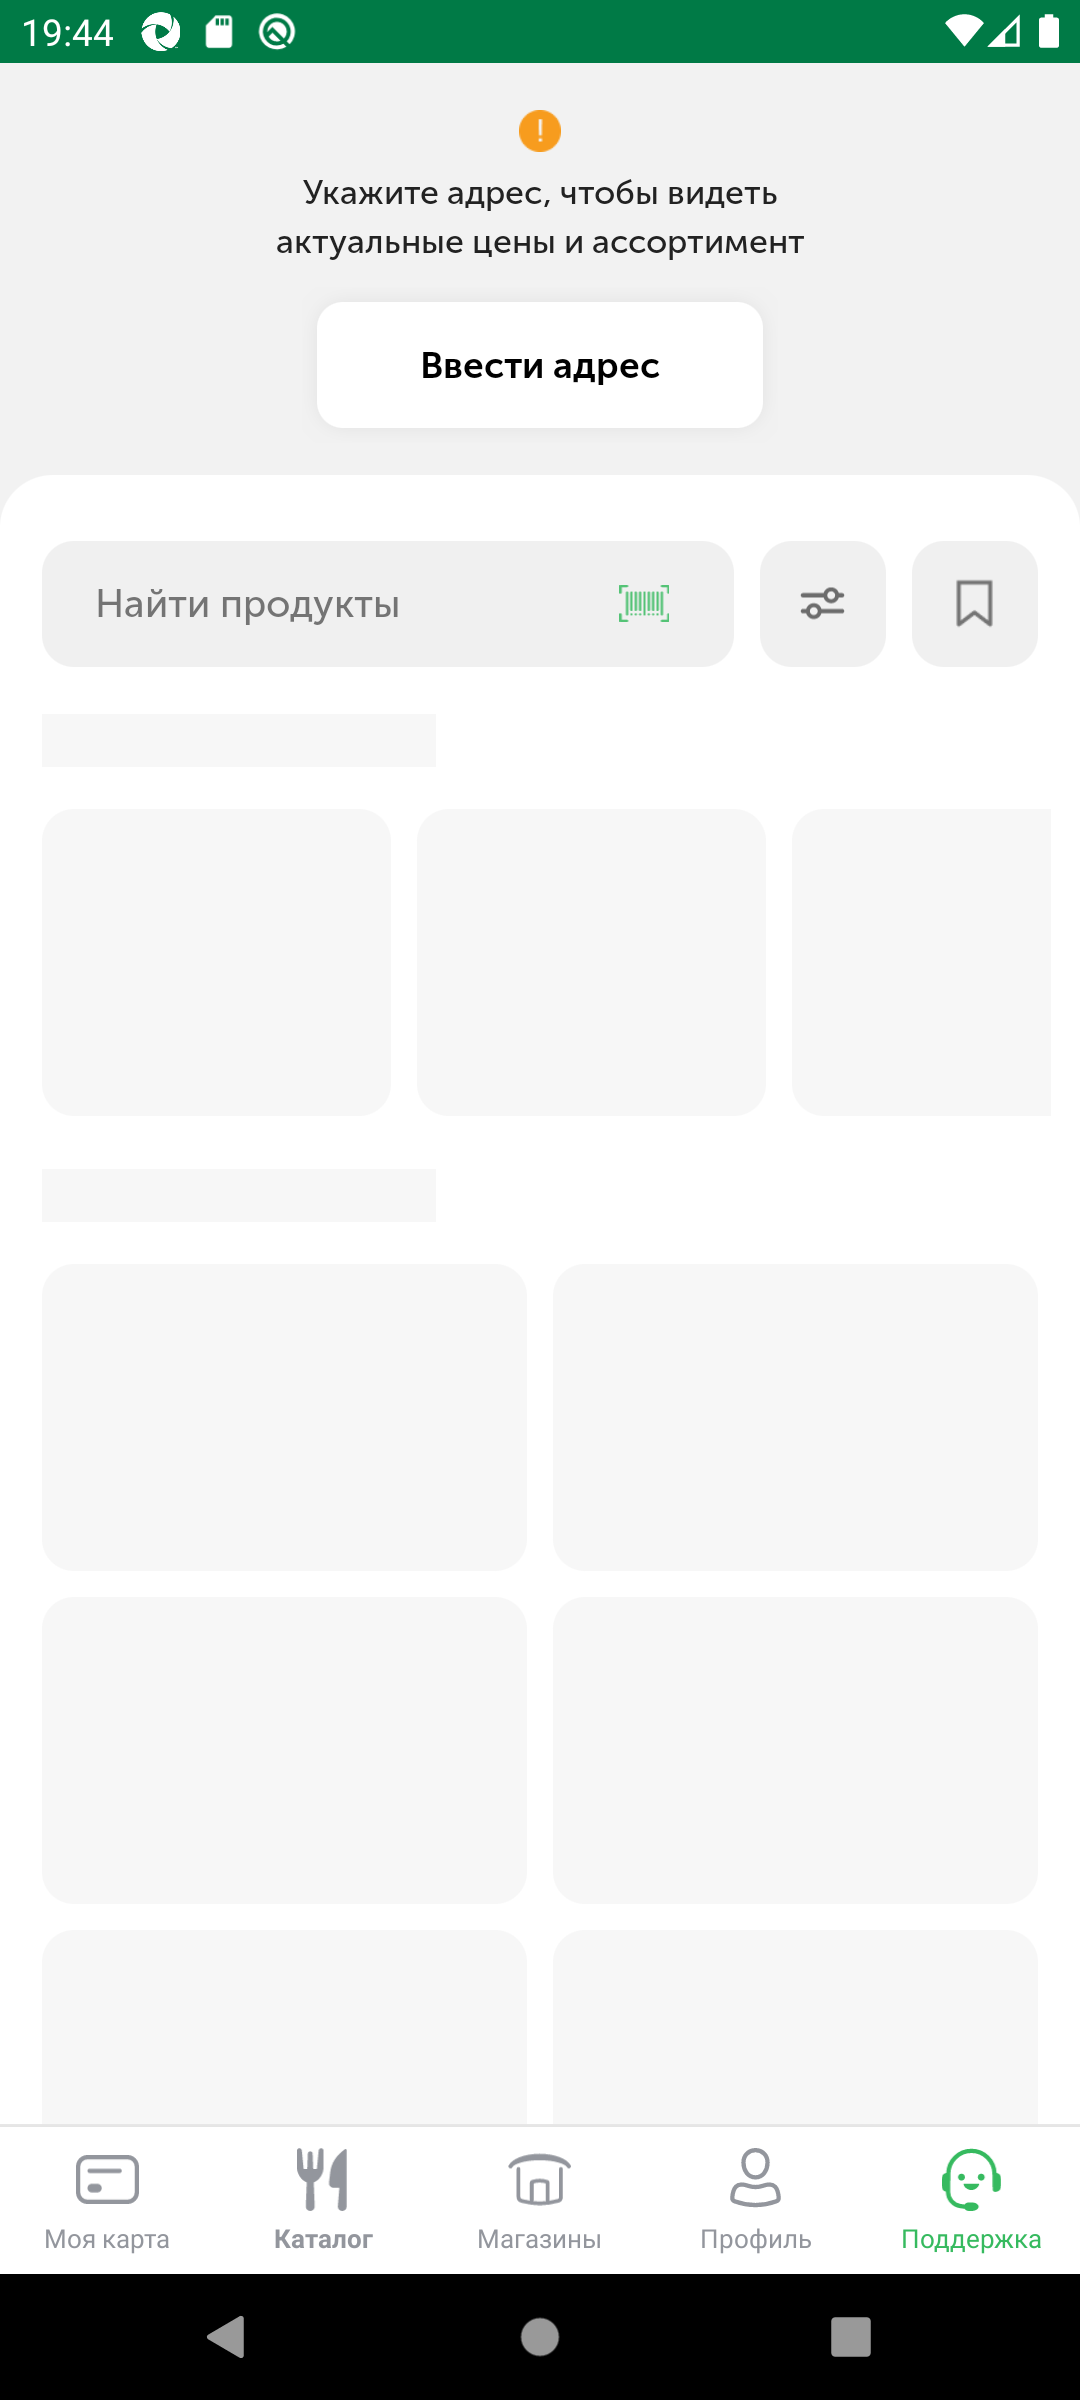 19:44
Укажите адрес, чтобы видеть
актуальные цены и ассортимент
Ввести адрес
Найти продукты
Моя карта
Каталог
Магазины
Профиль
Поддержка